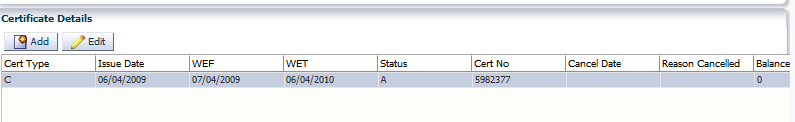 Certificate Details
Add Edit
Cert Type Issue Date WEF WET Status Cert No Cancel Date Reason Cancelled Balance
C 06/04/2009 07/04/2009 06/04/2010 A 5982377 0